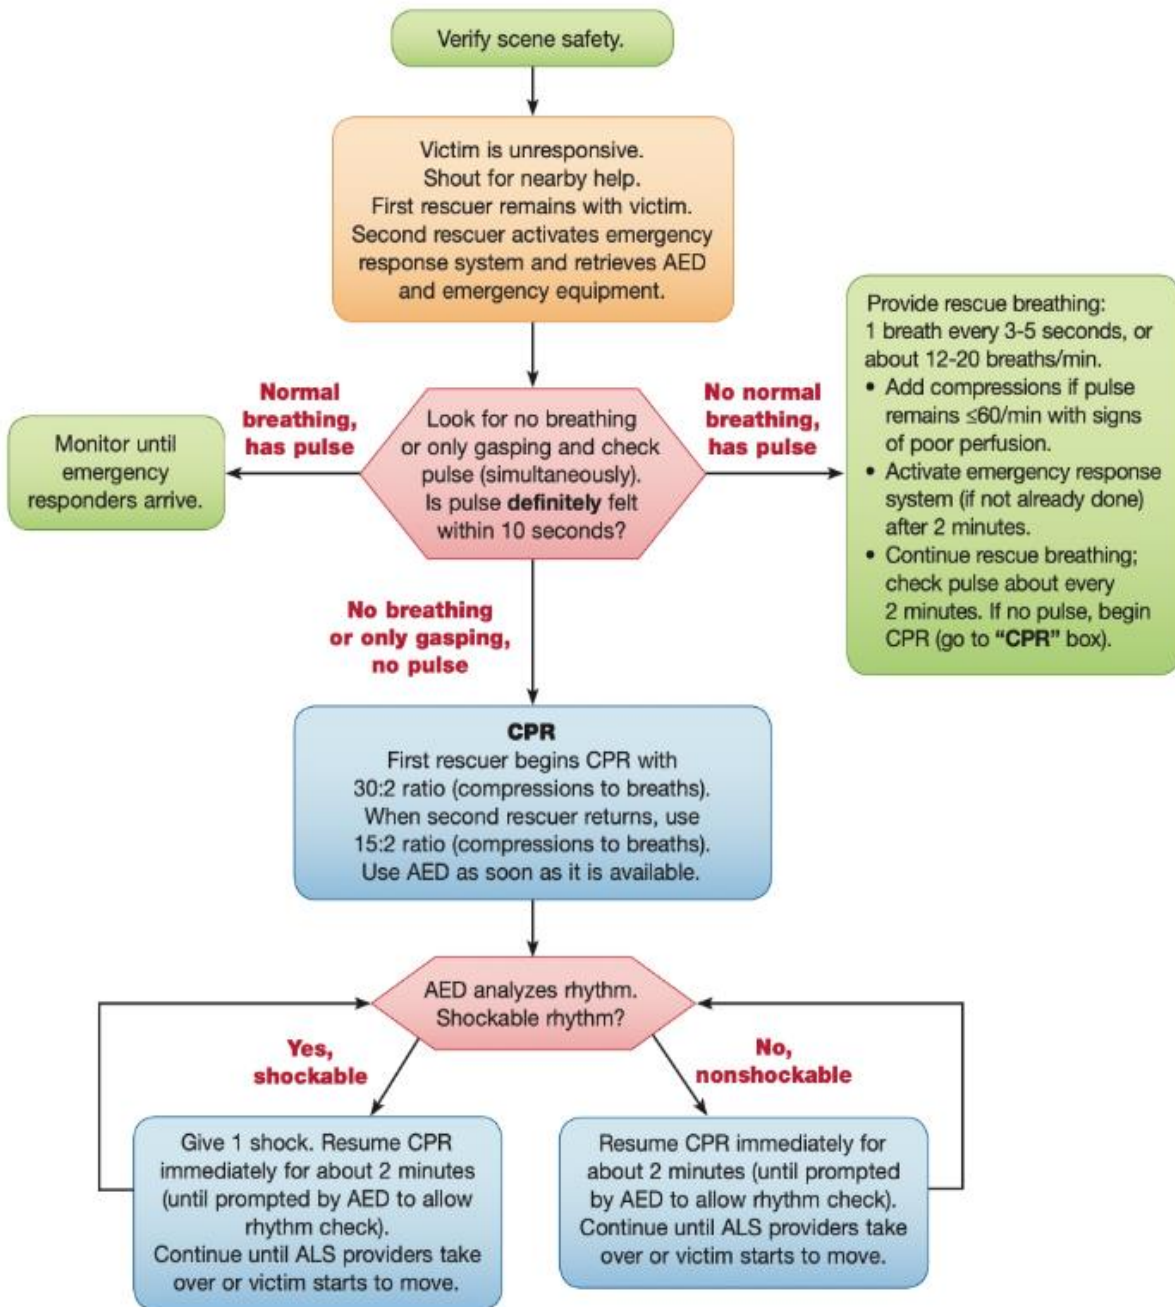 Verify scene safety.
Victim is unresponsive.
Shout for nearby help.
First rescuer remains with victim.
Second rescuer activates emergency
response system and retrieves AED
and emergency equipment.
Normal
breathing,
has pulse
Monitor until
emergency
responders arrive.
Look for no breathing
or only gasping and check
pulse (simultaneously).
Is pulse definitely felt
within 10 seconds?
No normal
breathing,
has pulse
Provide rescue breathing:
1 breath every 3-5 seconds, or
about 12-20 breaths/min.
• Add compressions if pulse
remains ≤60/min with signs
of poor perfusion.
• Activate emergency response
system (if not already done)
after 2 minutes.
• Continue rescue breathing;
check pulse about every
2 minutes. If no pulse, begin
CPR (go to “CPR” box).
No breathing
or only gasping,
no pulse
CPR
First rescuer begins CPR with
30:2 ratio (compressions to breaths).
When second rescuer returns, use
15:2 ratio (compressions to breaths).
Use AED as soon as it is available.
AED analyzes rhythm.
Shockable rhythm?
Yes,
shockable
No,
nonshockable
Give 1 shock. Resume CPR
immediately for about 2 minutes
(until prompted by AED to allow
rhythm check).
Continue until ALS providers take
over or victim starts to move.
Resume CPR immediately for
about 2 minutes (until prompted
by AED to allow rhythm check).
Continue until ALS providers take
over or victim starts to move.